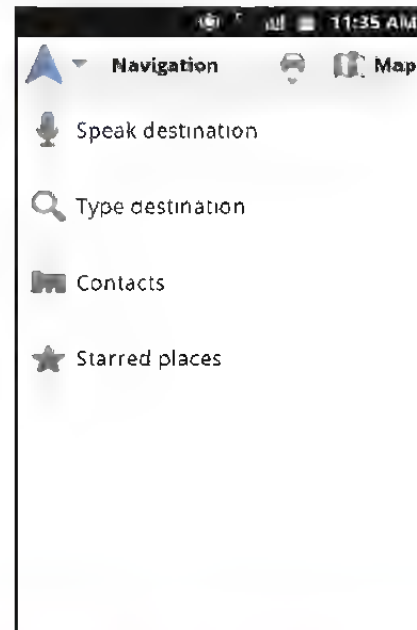 11:35 AM
Navigation Map
Speak destination
Type destination
Contacts
Starred places